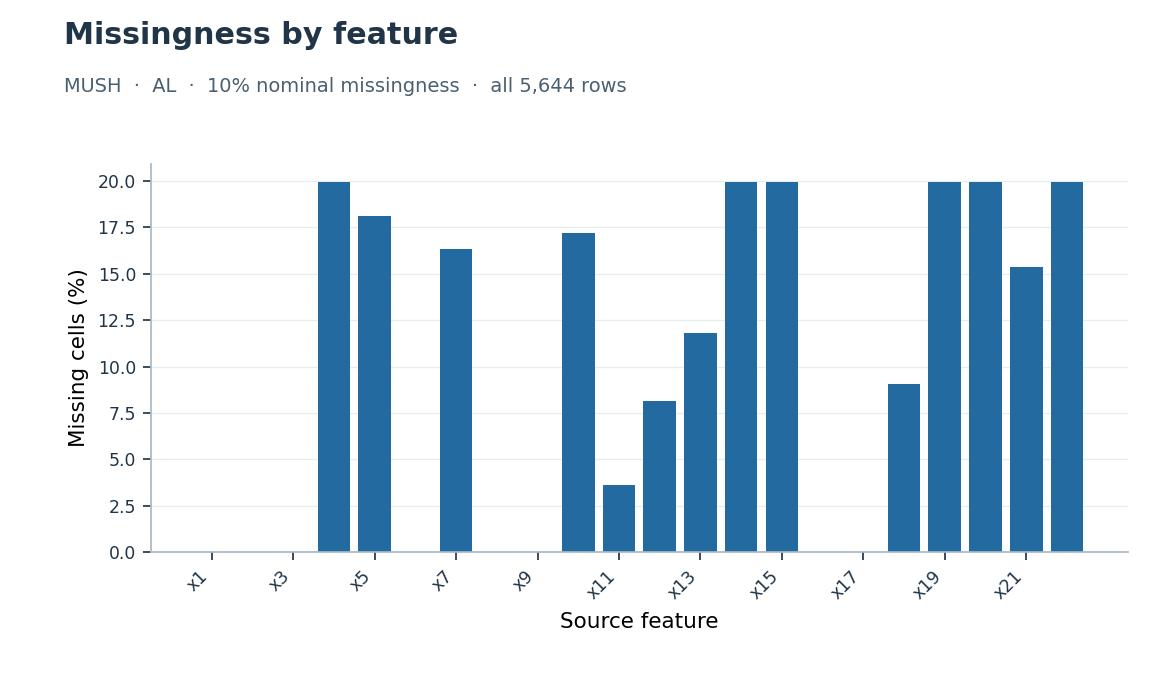 Missingness by feature
MUSH · AL · 10% nominal missingness · all 5,644 rows
20.0
17.5
15.0
12.5
10.0
7.5
5.0
2.5
0.0
Missing cells (%)
x1 x3 x5 x7 x9 x11 x13 x15 x17 x19 x21
Source feature